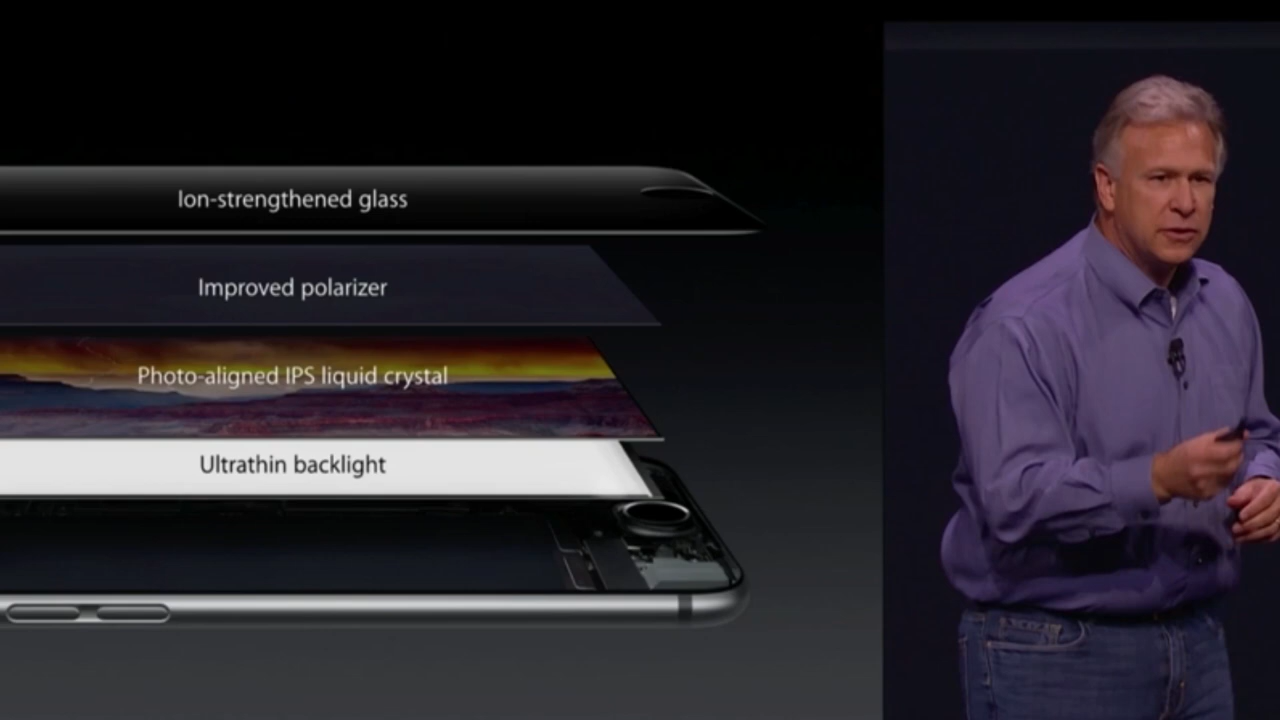 Ion-strengthened glass
Improved polarizer
Photo-aligned IPS liquid crystal
Ultrathin backlight